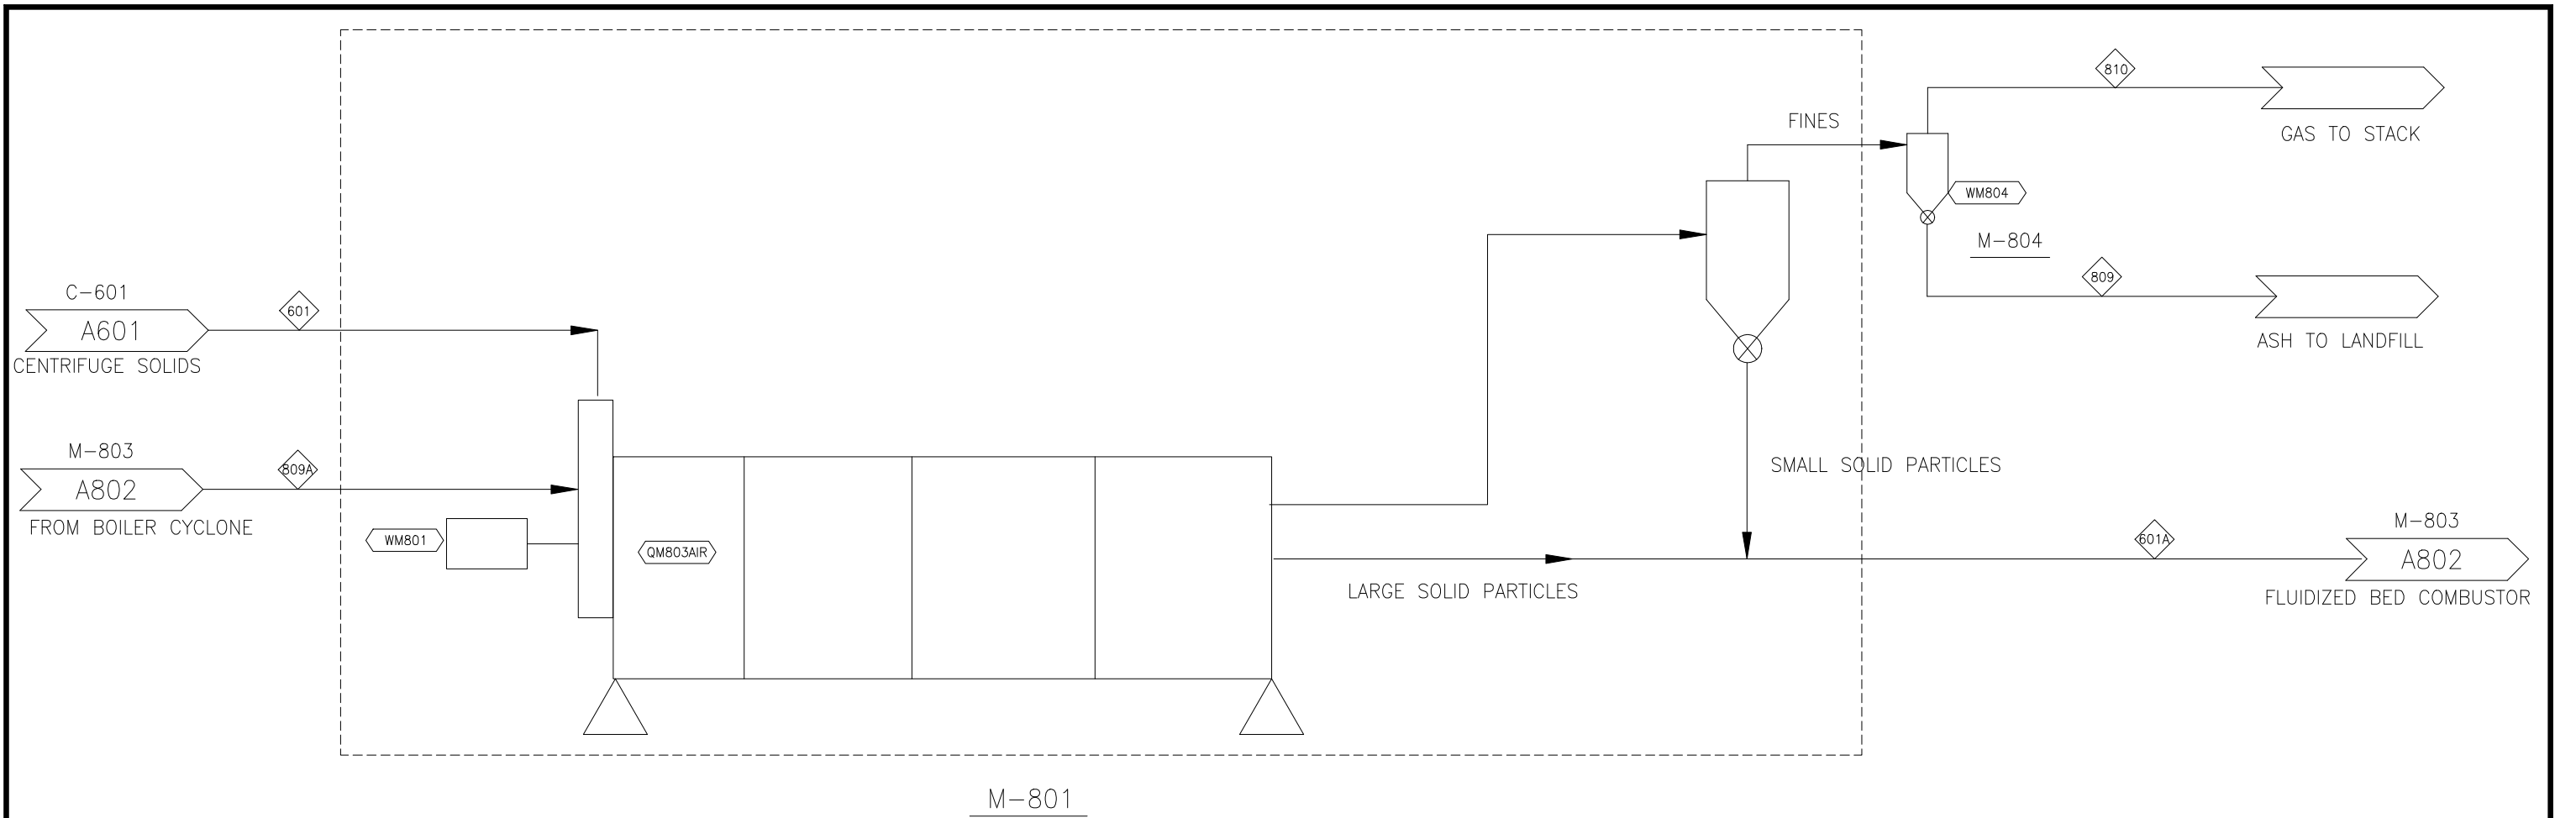 810
GAS TO STACK
FINES
WM804
M-804
809
ASH TO LANDFILL
C-601
A601
CENTRIFUGE SOLIDS
601
M-803
A802
FROM BOILER CYCLONE
809A
WM801
QM803AIR
SMALL SOLID PARTICLES
LARGE SOLID PARTICLES
601A
M-803
A802
FLUIDIZED BED COMBUSTOR
M-801